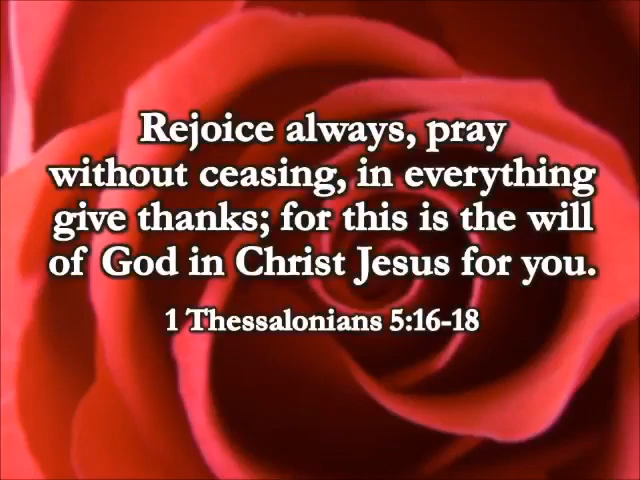 Rejoice always, pray
without ceasing, in everything
give thanks; for this is the will
of God in Christ Jesus for you.
1 Thessalonians 5:16-18